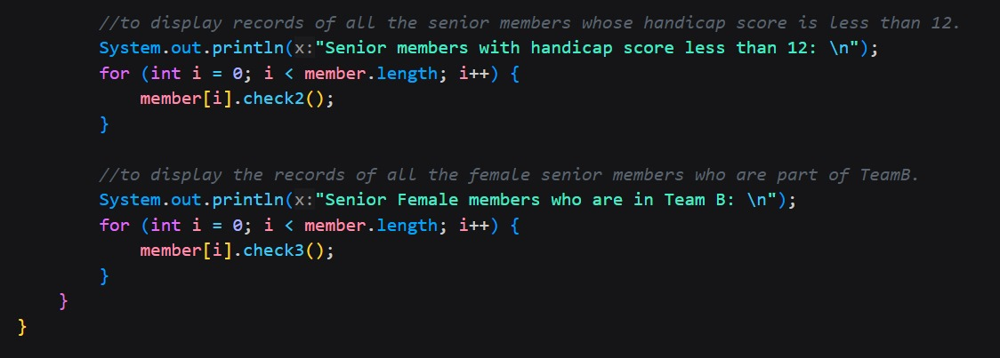 //to display records of all the senior members whose handicap score is less than 12.
System.out.println(x:"Senior members with handicap score less than 12: \n");
for (int i = 0; i < member.length; i++) {
member[i].check2();
}
//to display the records of all the female senior members who are part of TeamB.
System.out.println(x:"Senior Female members who are in Team B: \n");
for (int i = 0; i < member.length; i++) {
member[i].check3();
}
}
}